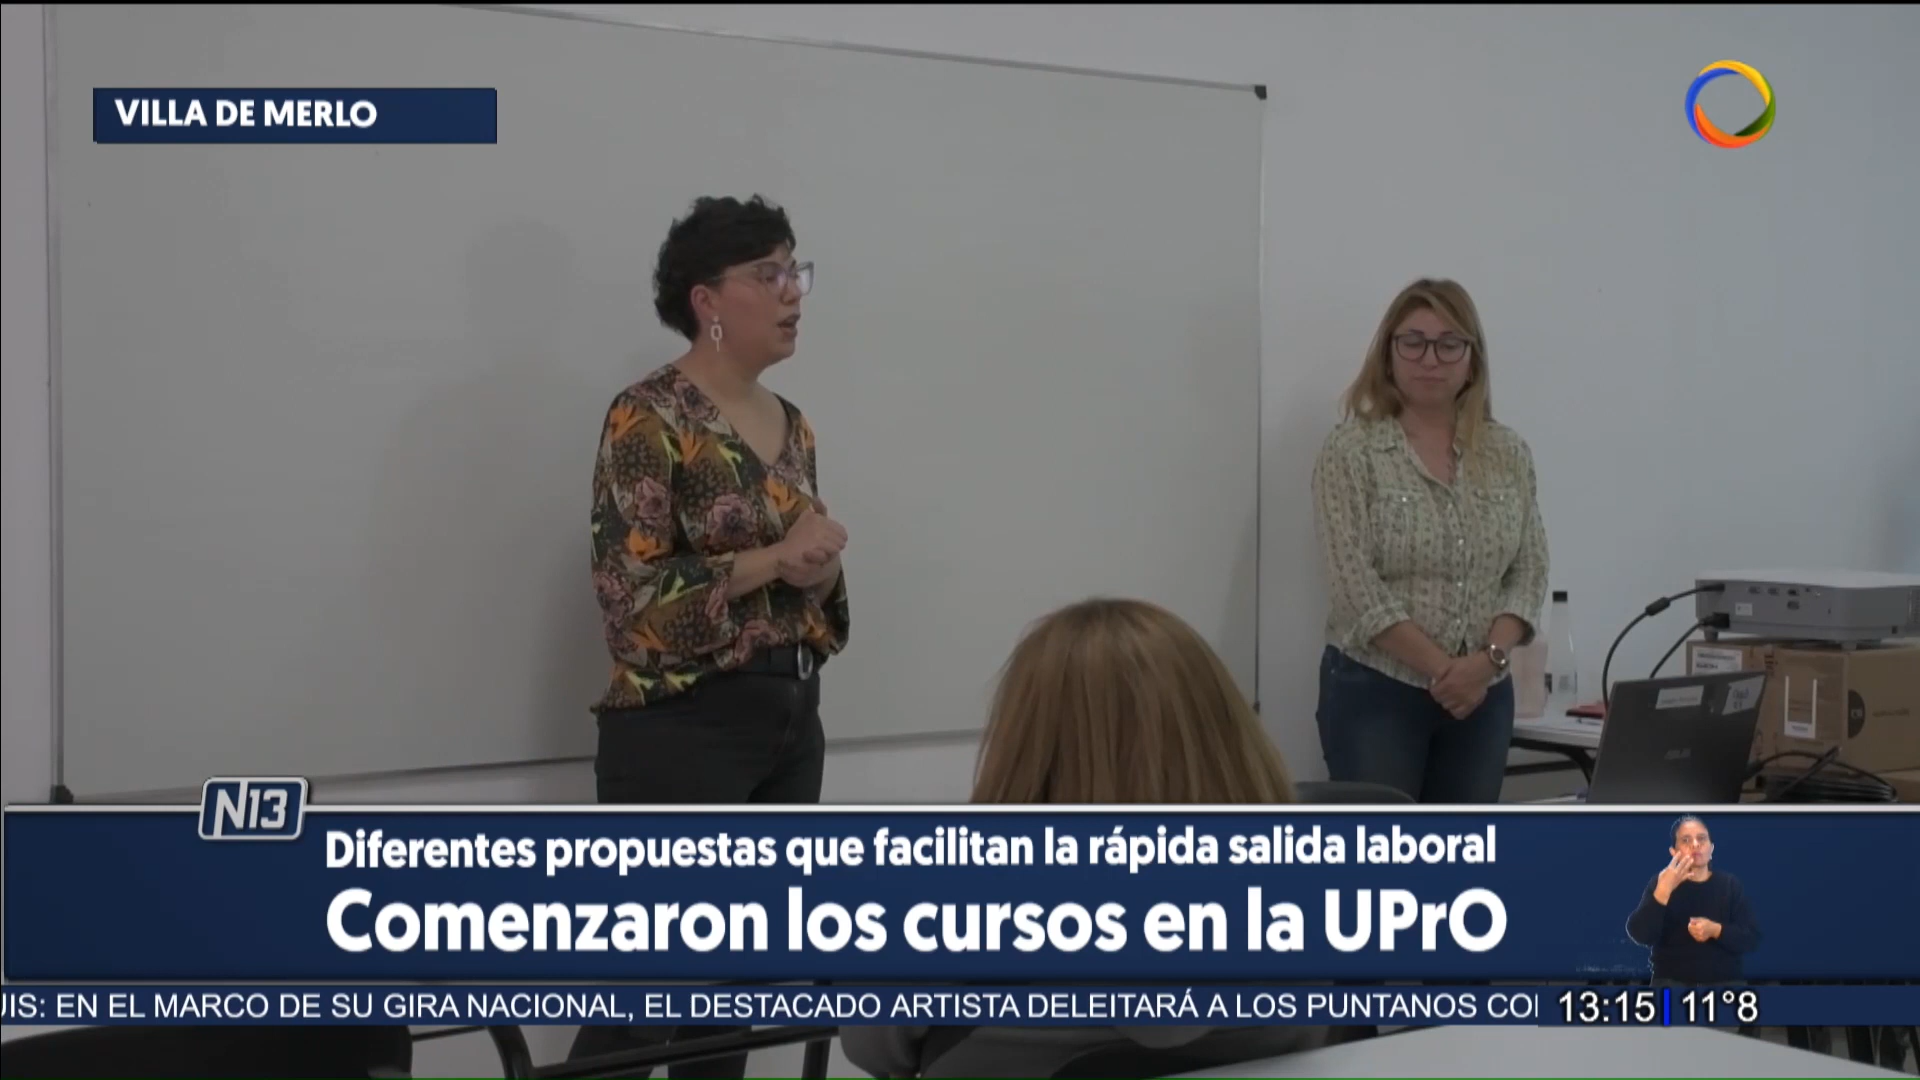 VILLA DE MERLO
N13
Diferentes propuestas que facilitan la rápida salida laboral
Comenzaron los cursos en la UPrO
UIS: EN EL MARCO DE SU GIRA NACIONAL, EL DESTACADO ARTISTA DELEITARÁ A LOS PUNTANOS CO
13:15 11°8